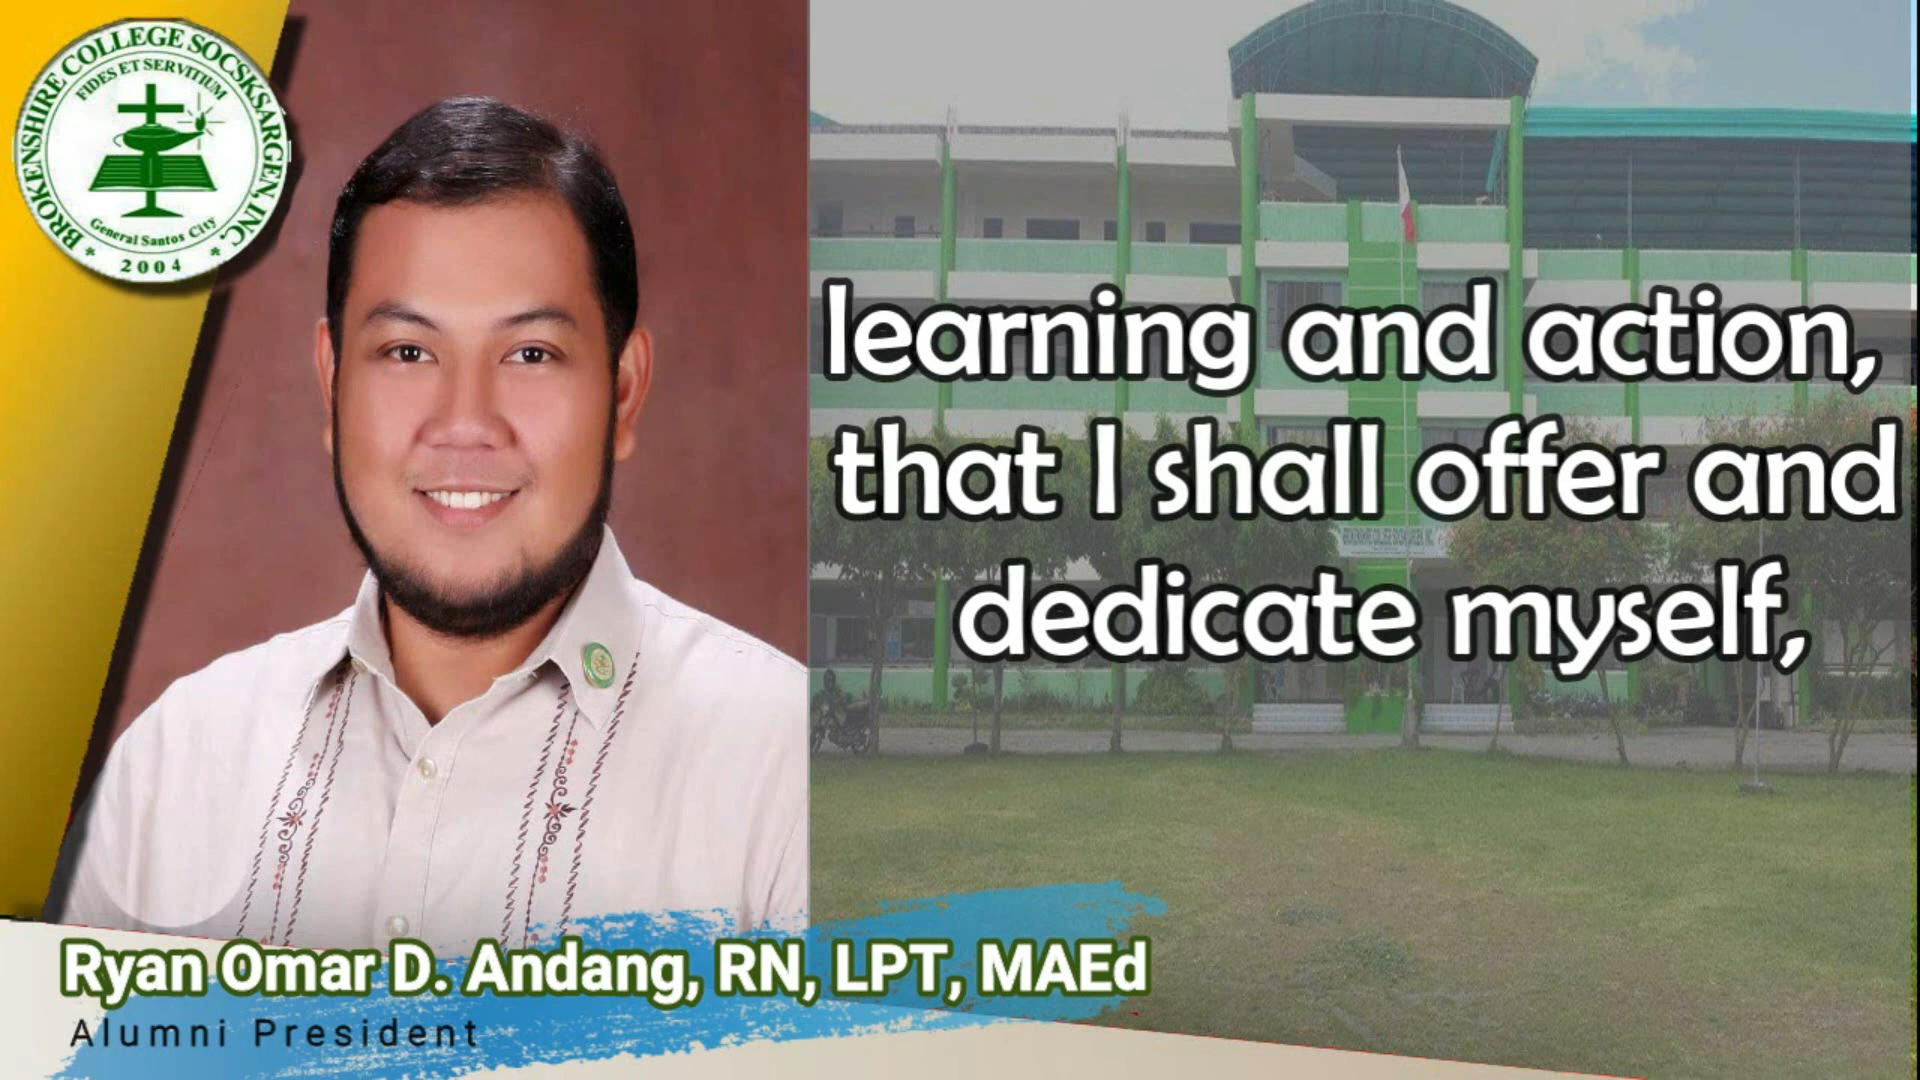 BROKENSHIRE COLLEGE SOCSKSARGEN, INC.
FIDES ET SERVITIUM
General Santos City
* 2004 *
learning and action,
that I shall offer and
dedicate myself,
Ryan Omar D. Andang, RN, LPT, MAEd
Alumni President